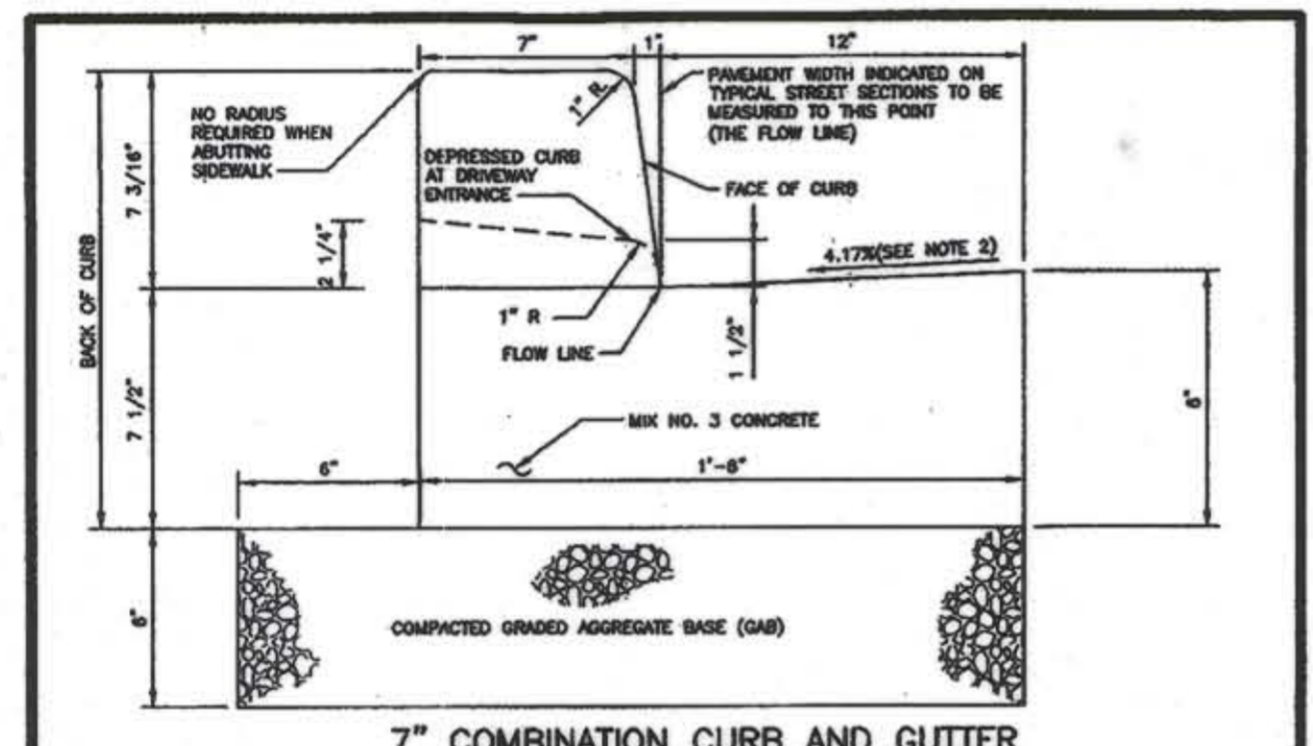 7"
1"
12"
PAVEMENT WIDTH INDICATED ON
TYPICAL STREET SECTIONS TO BE
MEASURED TO THIS POINT
(THE FLOW LINE)
NO RADIUS
REQUIRED WHEN
ABUTTING
SIDEWALK
1" R.
DEPRESSED CURB
AT DRIVEWAY
ENTRANCE
FACE OF CURB
7 3/16"
2 1/4"
4.17%(SEE NOTE 2)
BACK OF CURB
1" R
FLOW LINE
1 1/2"
7 1/2"
8"
MIX NO. 3 CONCRETE
6"
1'-8"
6"
COMPACTED GRADED AGGREGATE BASE (GAB)
7" COMBINATION CURB AND GUTTER